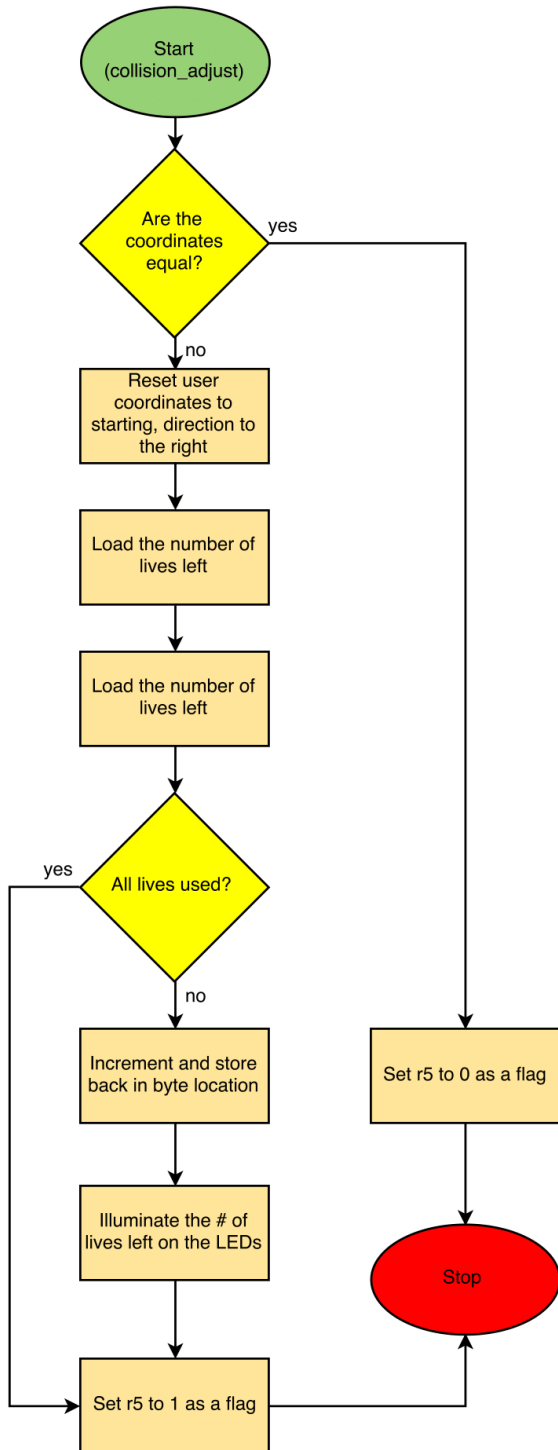 Start
(collision_adjust)
Are the
coordinates
equal?
yes
no
Reset user
coordinates to
starting, direction to
the right
Load the number of
lives left
Load the number of
lives left
All lives used?
yes
no
Increment and store
back in byte location
Set r5 to 0 as a flag
Illuminate the # of
lives left on the LEDs
Stop
Set r5 to 1 as a flag